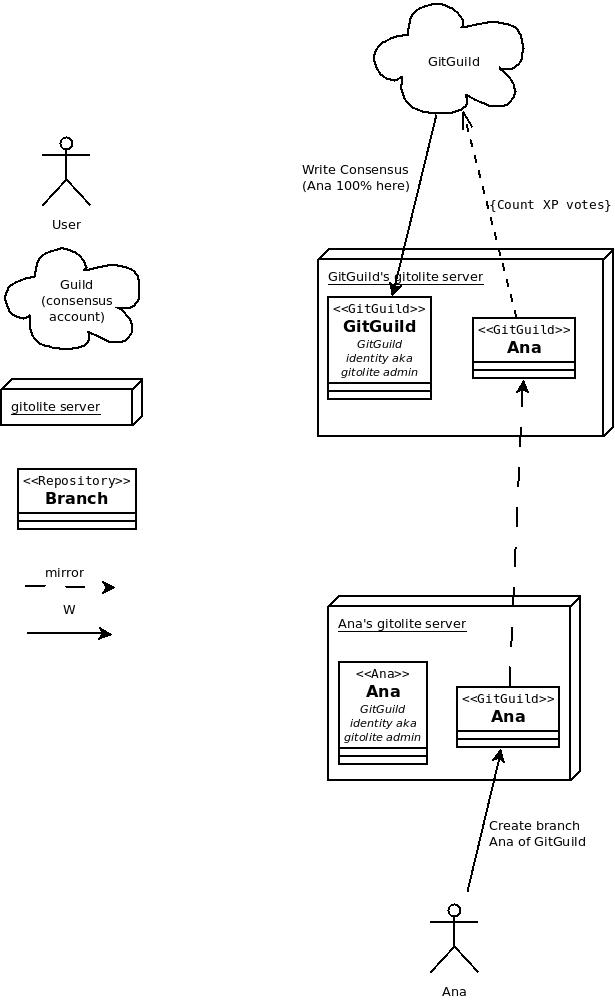 GitGuild
Write Consensus
(Ana 100% here)
{Count XP votes}
User
Guild
(consensus
account)
gitolite server
<<Repository>>
Branch
mirror
W
GitGuild's gitolite server
<<GitGuild>>
GitGuild
GitGuild
identity aka
gitolite admin
<<GitGuild>>
Ana
Ana's gitolite server
<<Ana>>
Ana
GitGuild
identity aka
gitolite admin
<<GitGuild>>
Ana
Create branch
Ana of GitGuild
Ana